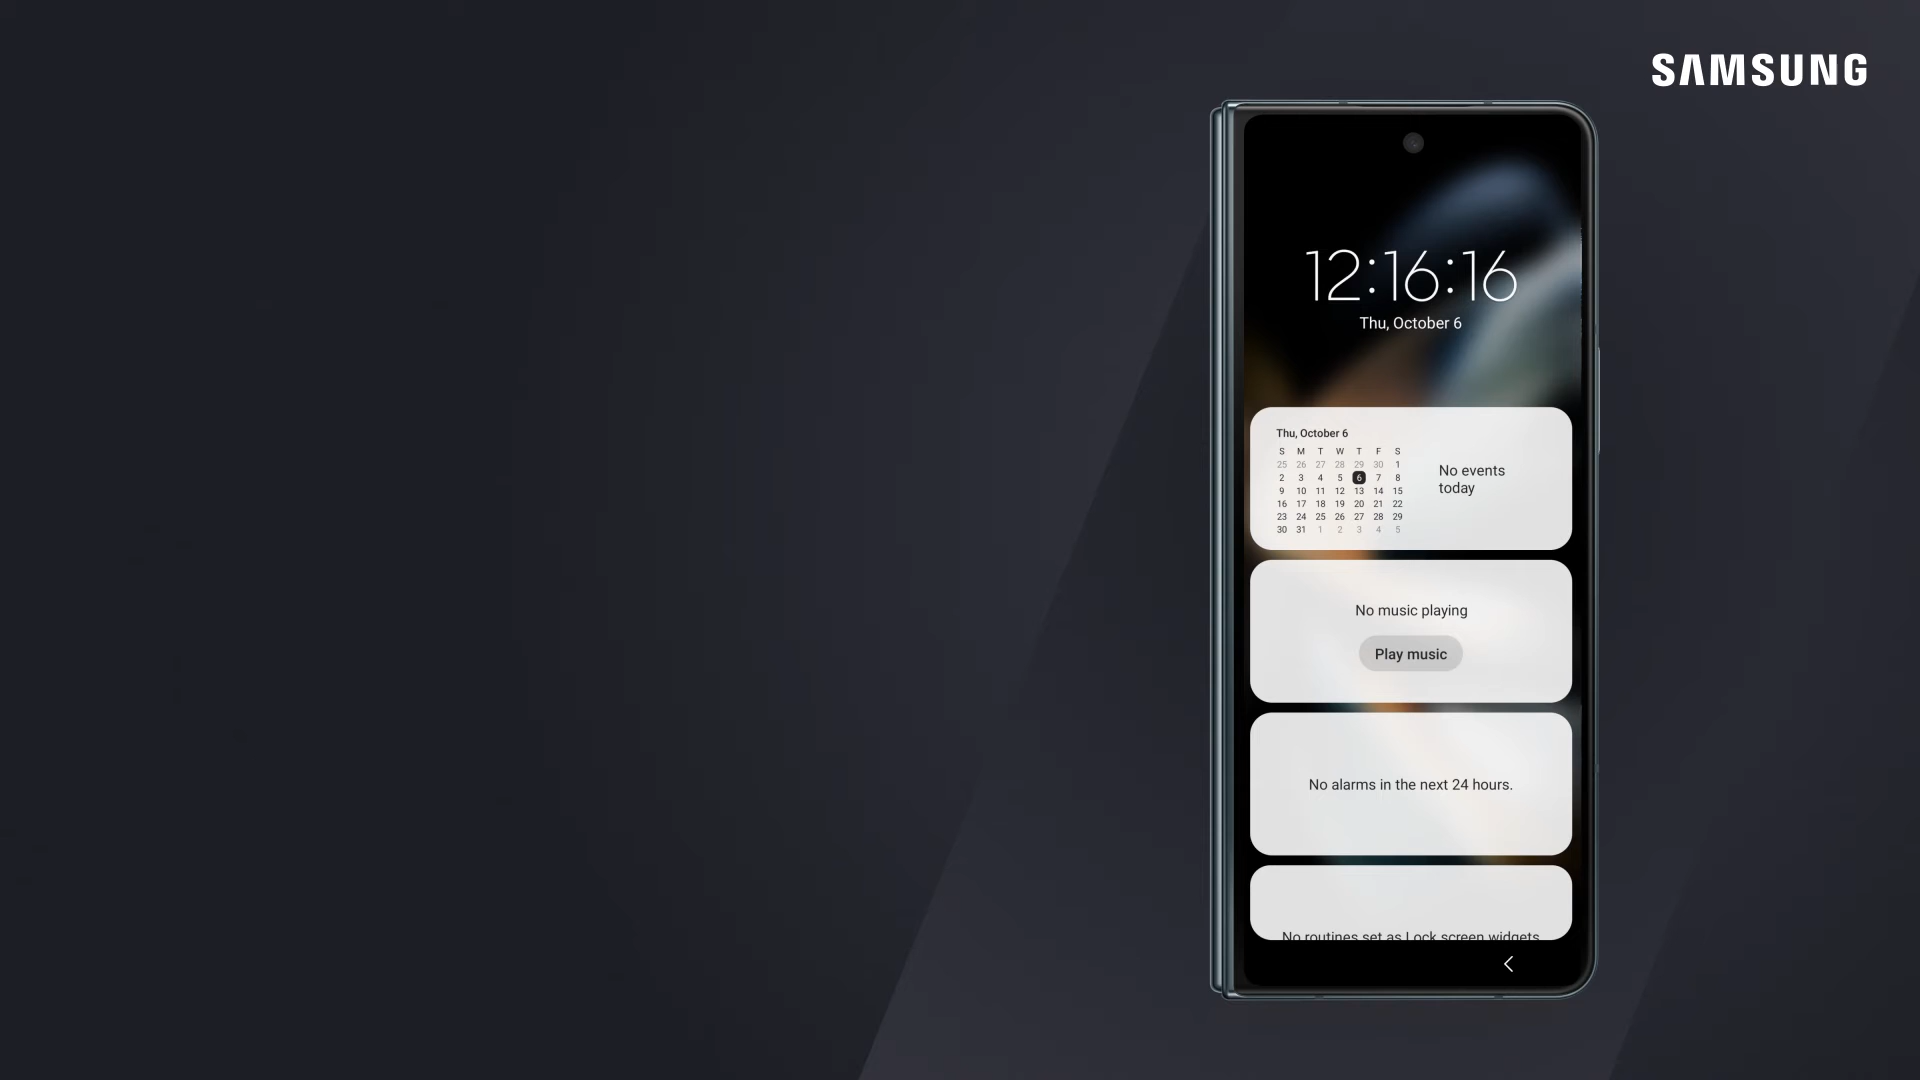 SAMSUNG
12:16:16
Thu, October 6
Thu, October 6
S M T W T F S
25 26 27 28 29 30 1
2 3 4 5 6 7 8
9 10 11 12 13 14 15
16 17 18 19 20 21 22
23 24 25 26 27 28 29
30 31 1 2 3 4 5
No events
today
No music playing
Play music
No alarms in the next 24 hours.
No routines set as Lock screen widgets